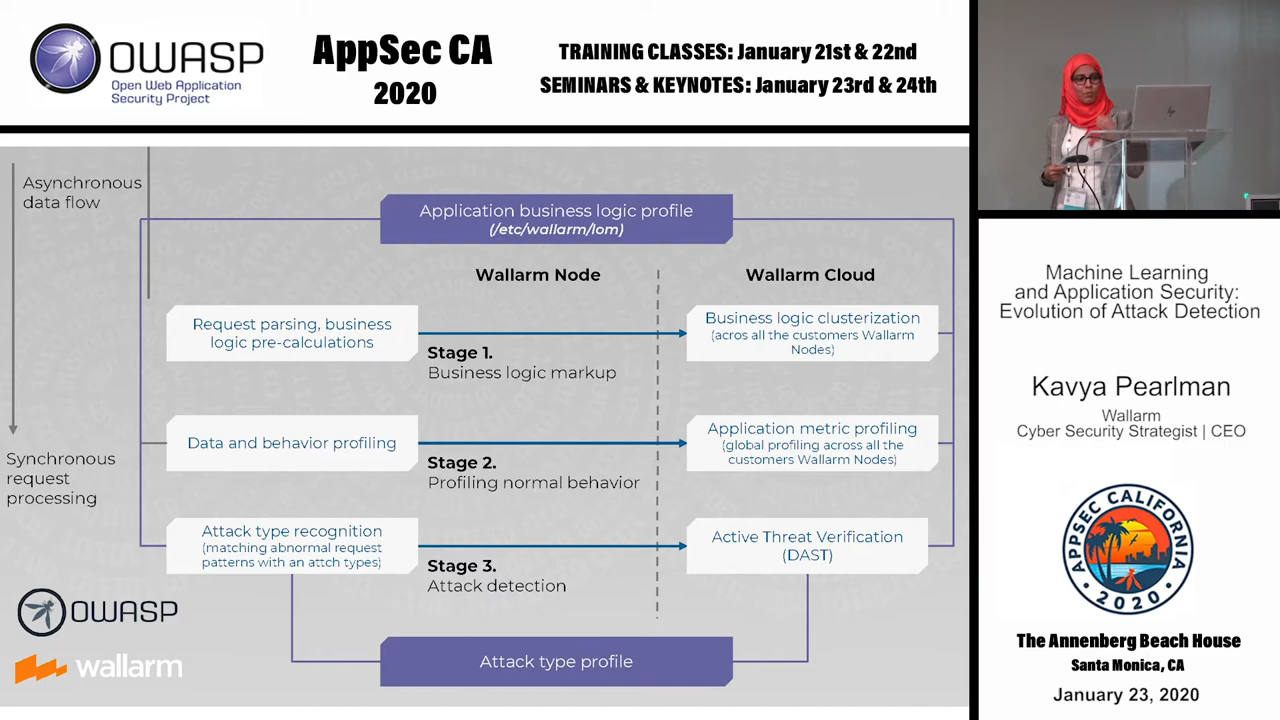 OWASP
Open Web Application
Security Project
AppSec CA
2020
TRAINING CLASSES: January 21st & 22nd
SEMINARS & KEYNOTES: January 23rd & 24th
Asynchronous
data flow
Application business logic profile
(/etc/wallarm/lom)
Wallarm Node
Wallarm Cloud
Request parsing, business
logic pre-calculations
Stage 1.
Business logic markup
Business logic clusterization
(acros all the customers Wallarm
Nodes)
Data and behavior profiling
Stage 2.
Profiling normal behavior
Application metric profiling
(global profiling across all the
customers Wallarm Nodes)
Synchronous
request
processing
Attack type recognition
(matching abnormal request
patterns with an attch types)
Stage 3.
Attack detection
Active Threat Verification
(DAST)
Attack type profile
OWASP
wallarm
hp
Machine Learning
and Application Security:
Evolution of Attack Detection
Kavya Pearlman
Wallarm
Cyber Security Strategist | CEO
APPSEC CALIFORNIA
• 2020 •
The Annenberg Beach House
Santa Monica, CA
January 23, 2020